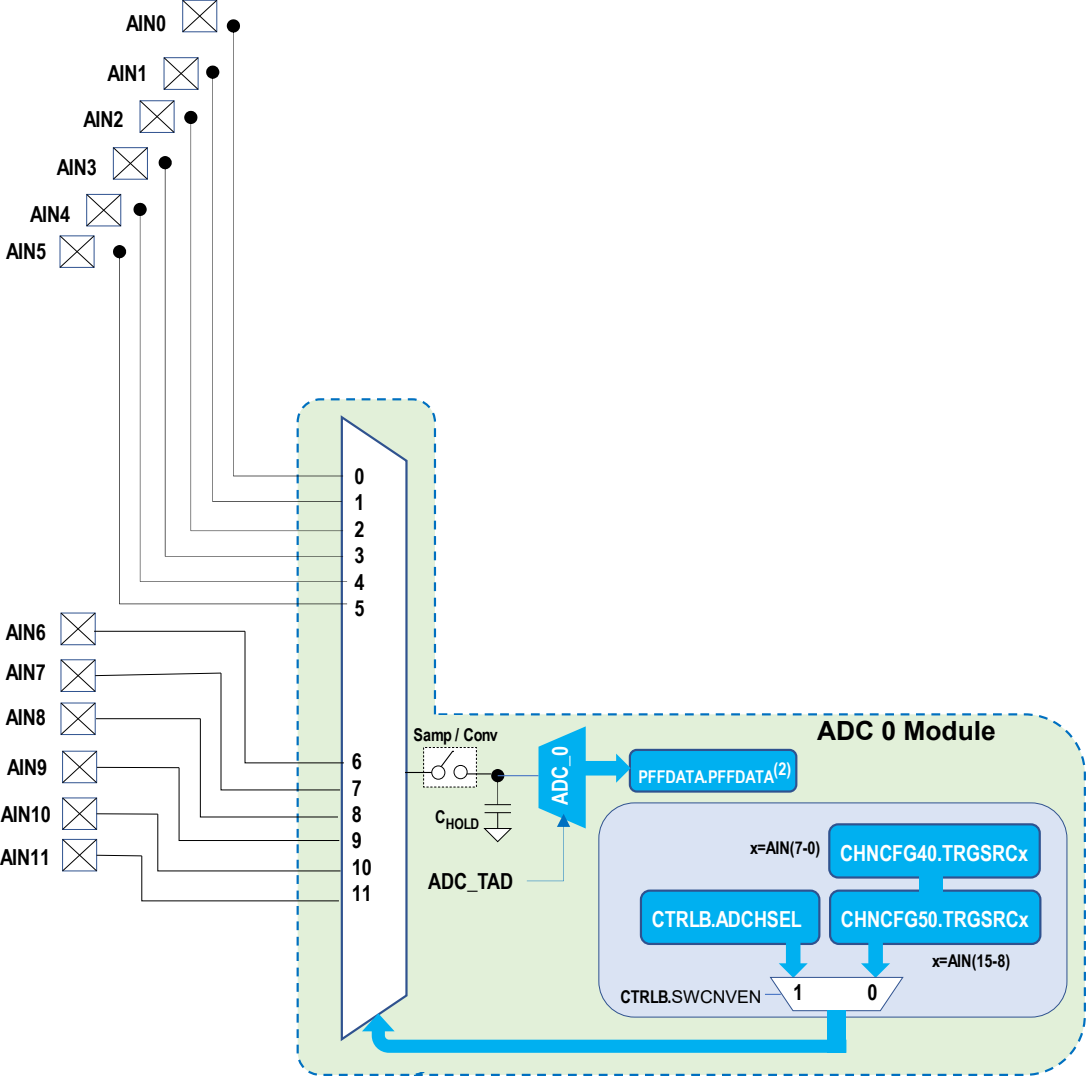 AIN0
AIN1
AIN2
AIN3
AIN4
AIN5
0
1
2
3
4
5
AIN6
AIN7
AIN8
AIN9
AIN10
AIN11
6
7
8
9
10
11
ADC 0 Module
Samp / Conv
ADC_0
PFFDATA.PFFDATA(2)
CHOLD
ADC_TAD
x=AIN(7-0)
CHNCFG40.TRGSRCx
CTRLB.ADCHSEL
CHNCFG50.TRGSRCx
x=AIN(15-8)
CTRLB.SWCNVEN
1 0